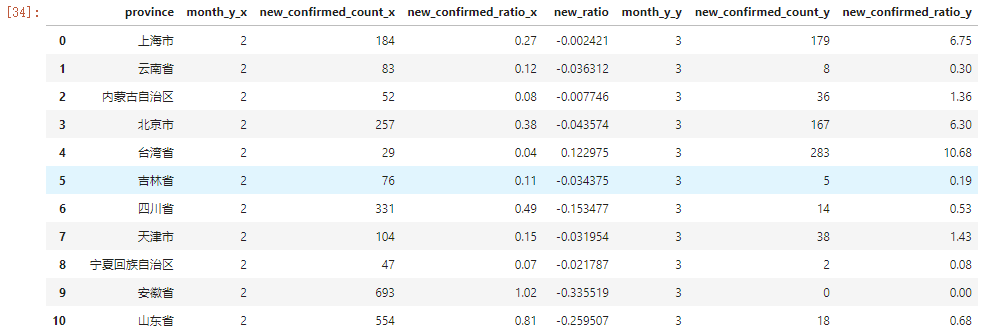 [34]: province month_y_x new_confirmed_count_x new_confirmed_ratio_x new_ratio month_y_y new_confirmed_count_y new_confirmed_ratio_y
0 上海市 2 184 0.27 -0.002421 3 179 6.75
1 云南省 2 83 0.12 -0.036312 3 8 0.30
2 内蒙古自治区 2 52 0.08 -0.007746 3 36 1.36
3 北京市 2 257 0.38 -0.043574 3 167 6.30
4 台湾省 2 29 0.04 0.122975 3 283 10.68
5 吉林省 2 76 0.11 -0.034375 3 5 0.19
6 四川省 2 331 0.49 -0.153477 3 14 0.53
7 天津市 2 104 0.15 -0.031954 3 38 1.43
8 宁夏回族自治区 2 47 0.07 -0.021787 3 2 0.08
9 安徽省 2 693 1.02 -0.335519 3 0 0.00
10 山东省 2 554 0.81 -0.259507 3 18 0.68